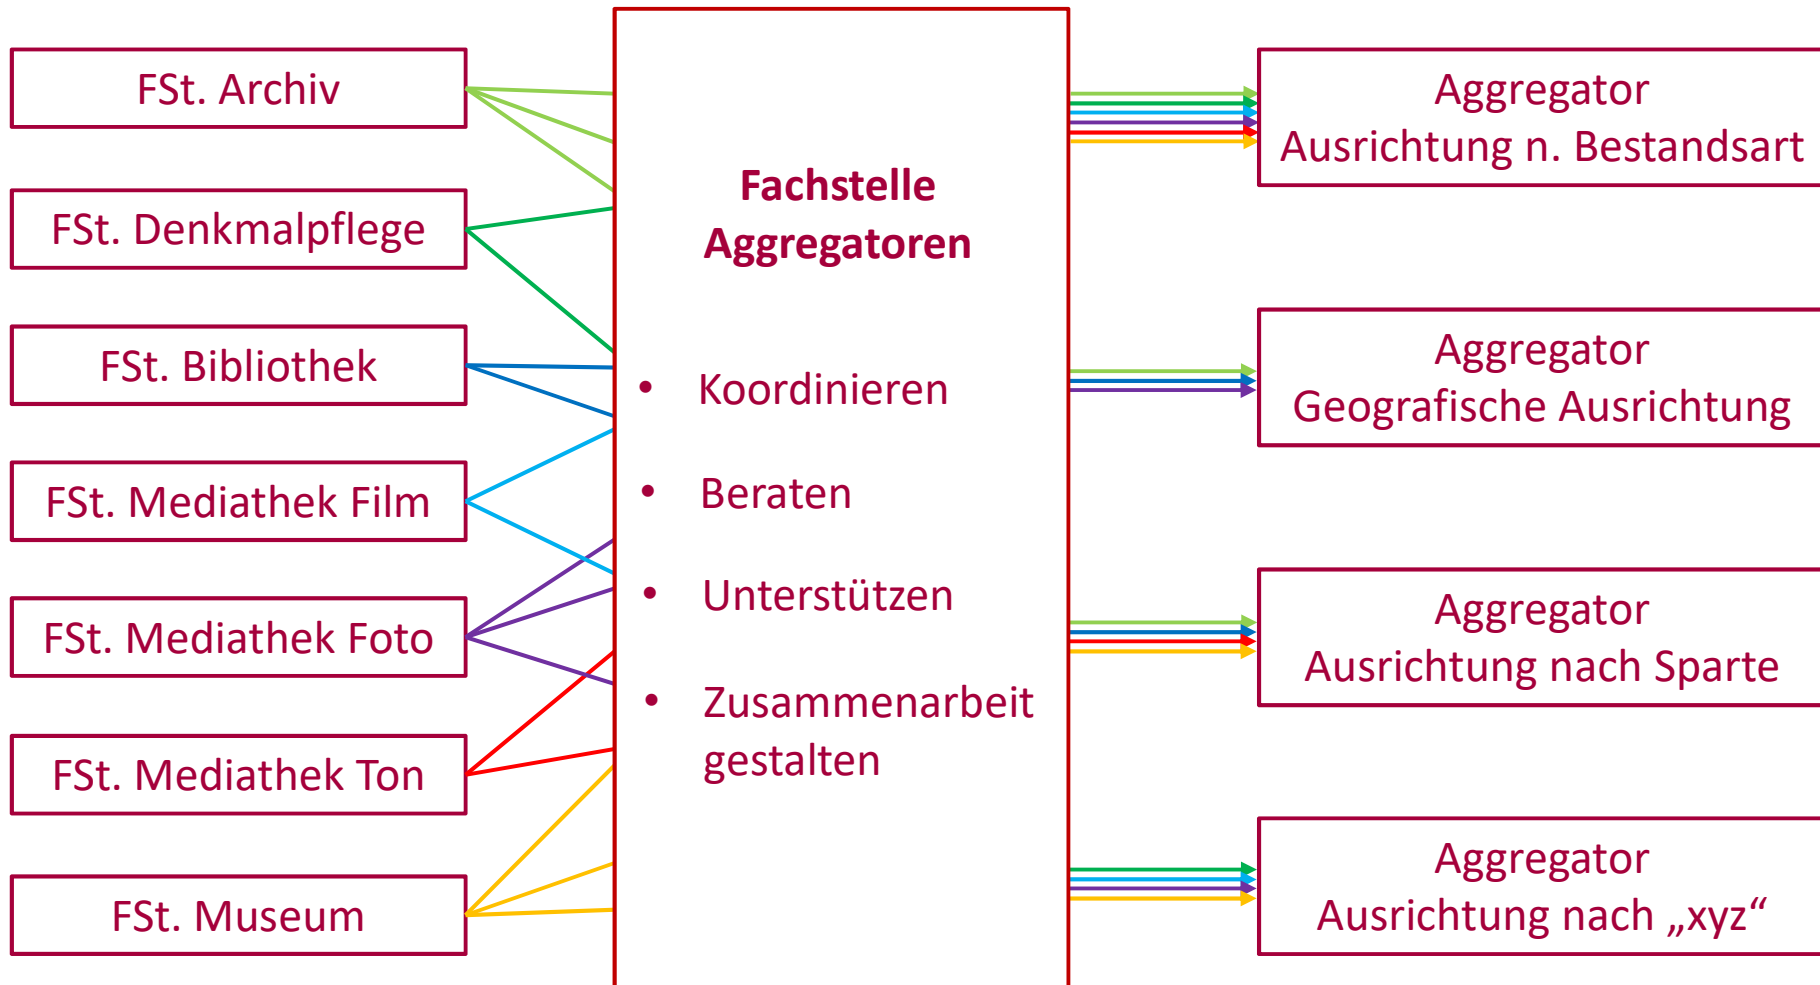 FSt. Archiv
FSt. Denkmalpflege
FSt. Bibliothek
FSt. Mediathek Film
FSt. Mediathek Foto
FSt. Mediathek Ton
FSt. Museum
Fachstelle
Aggregatoren
• Koordinieren
• Beraten
• Unterstützen
• Zusammenarbeit
gestalten
Aggregator
Ausrichtung n. Bestandsart
Aggregator
Geografische Ausrichtung
Aggregator
Ausrichtung nach Sparte
Aggregator
Ausrichtung nach „xyz“